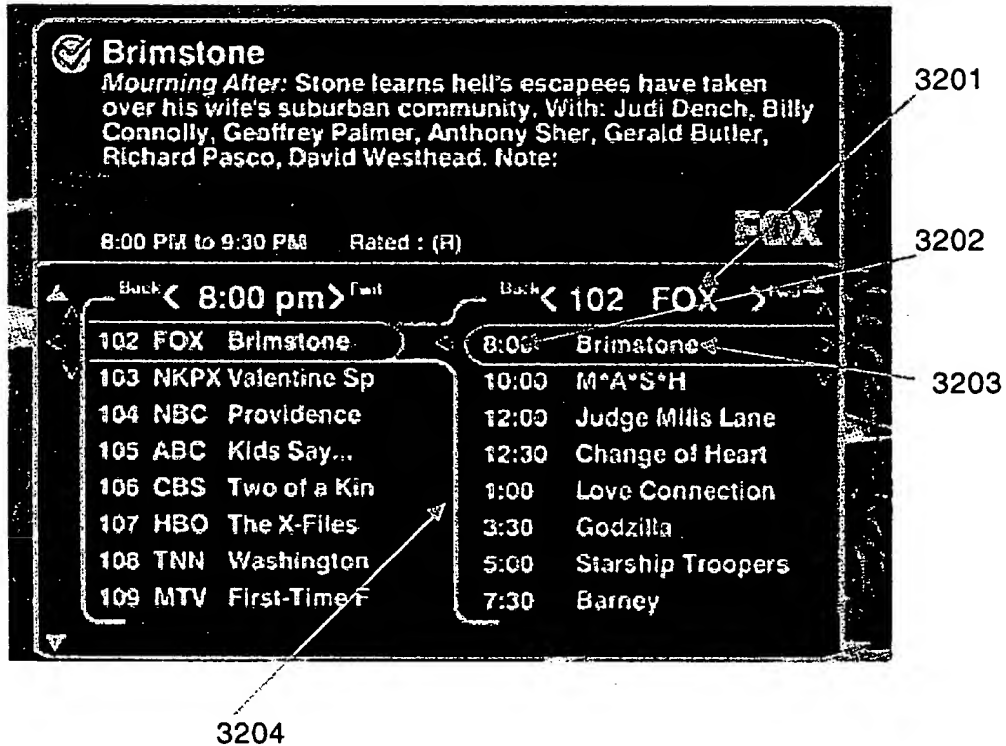 Brimstone
Mourning After: Stone learns hell's escapees have taken
over his wife's suburban community. With: Judi Dench, Billy
Connolly, Geoffrey Palmer, Anthony Sher, Gerald Butler,
Richard Pasco, David Westhead. Note:
8:00 PM to 9:30 PM Rated : (R)
FOX
Back < 8:00 pm > Fwd
102 FOX Brimstone
103 NKPX Valentine Sp
104 NBC Providence
105 ABC Kids Say...
106 CBS Two of a Kin
107 HBO The X-Files
108 TNN Washington
109 MTV First-Time F
Back < 102 FOX > Fwd
8:00 Brimstone
10:00 M*A*S*H
12:00 Judge Mills Lane
12:30 Change of Heart
1:00 Love Connection
3:30 Godzilla
5:00 Starship Troopers
7:30 Barney
3201
3202
3203
3204